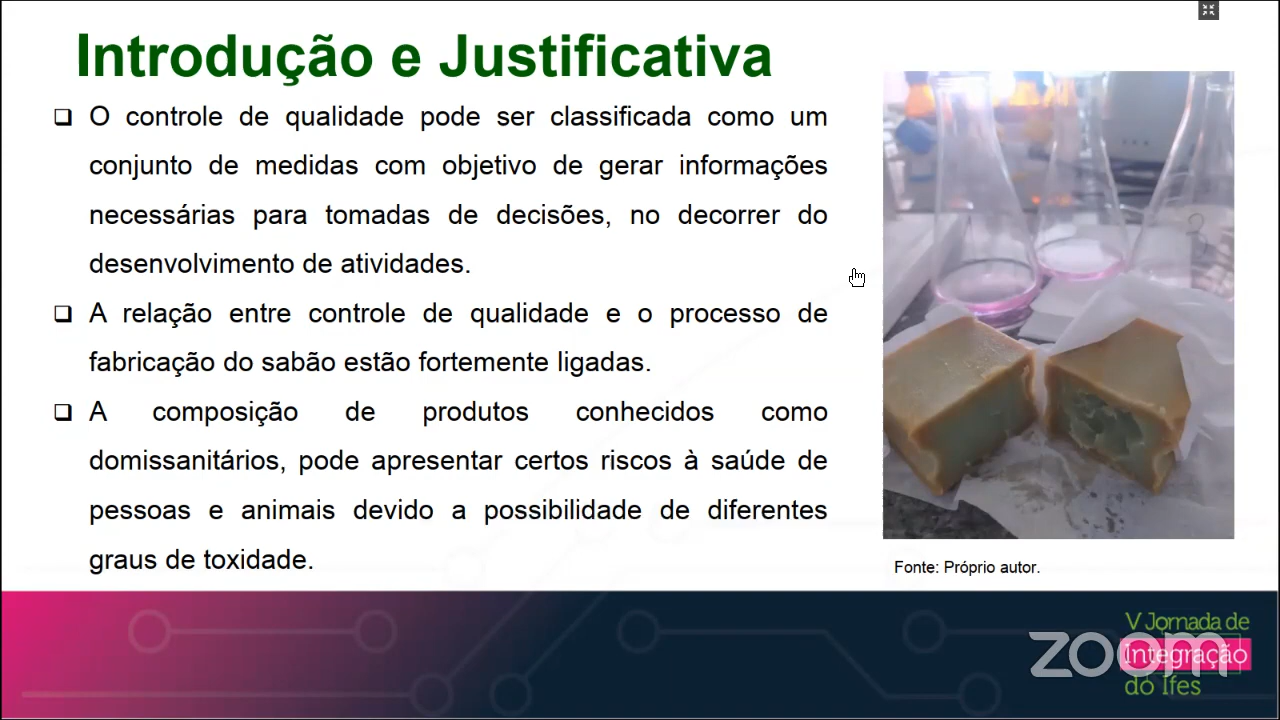 Introdução e Justificativa
O controle de qualidade pode ser classificada como um
conjunto de medidas com objetivo de gerar informações
necessárias para tomadas de decisões, no decorrer do
desenvolvimento de atividades.
A relação entre controle de qualidade e o processo de
fabricação do sabão estão fortemente ligadas.
A composição de produtos conhecidos como
domissanitários, pode apresentar certos riscos à saúde de
pessoas e animais devido a possibilidade de diferentes
graus de toxidade.
Fonte: Próprio autor.
V Jornada de
Integração
do Ifes
zoom